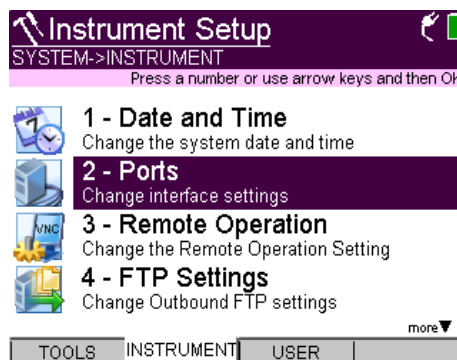 Instrument Setup
SYSTEM->INSTRUMENT
Press a number or use arrow keys and then
1 - Date and Time
Change the system date and time
2 - Ports
Change interface settings
VNC
3 - Remote Operation
Change the Remote Operation Setting
4 - FTP Settings
Change Outbound FTP settings
more▼
TOOLS INSTRUMENT USER